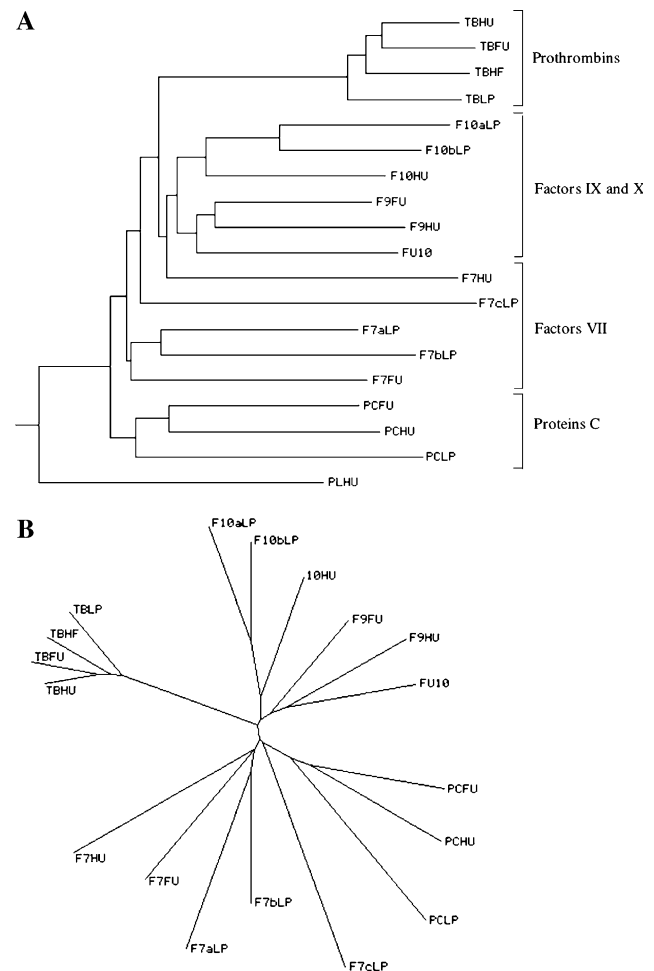 A
TBHU
TBFU
TBHF
TBLP
Prothrombins
F10aLP
F10bLP
F10HU
F9FU
F9HU
FU10
Factors IX and X
F7HU
F7cLP
F7aLP
F7bLP
F7FU
Factors VII
PCFU
PCHU
PCLP
Proteins C
PLHU
B
F10aLP
F10bLP
10HU
F9FU
F9HU
FU10
TBLP
TBHF
TBFU
TBHU
PCFU
PCHU
PCLP
F7HU
F7FU
F7bLP
F7aLP
F7cLP